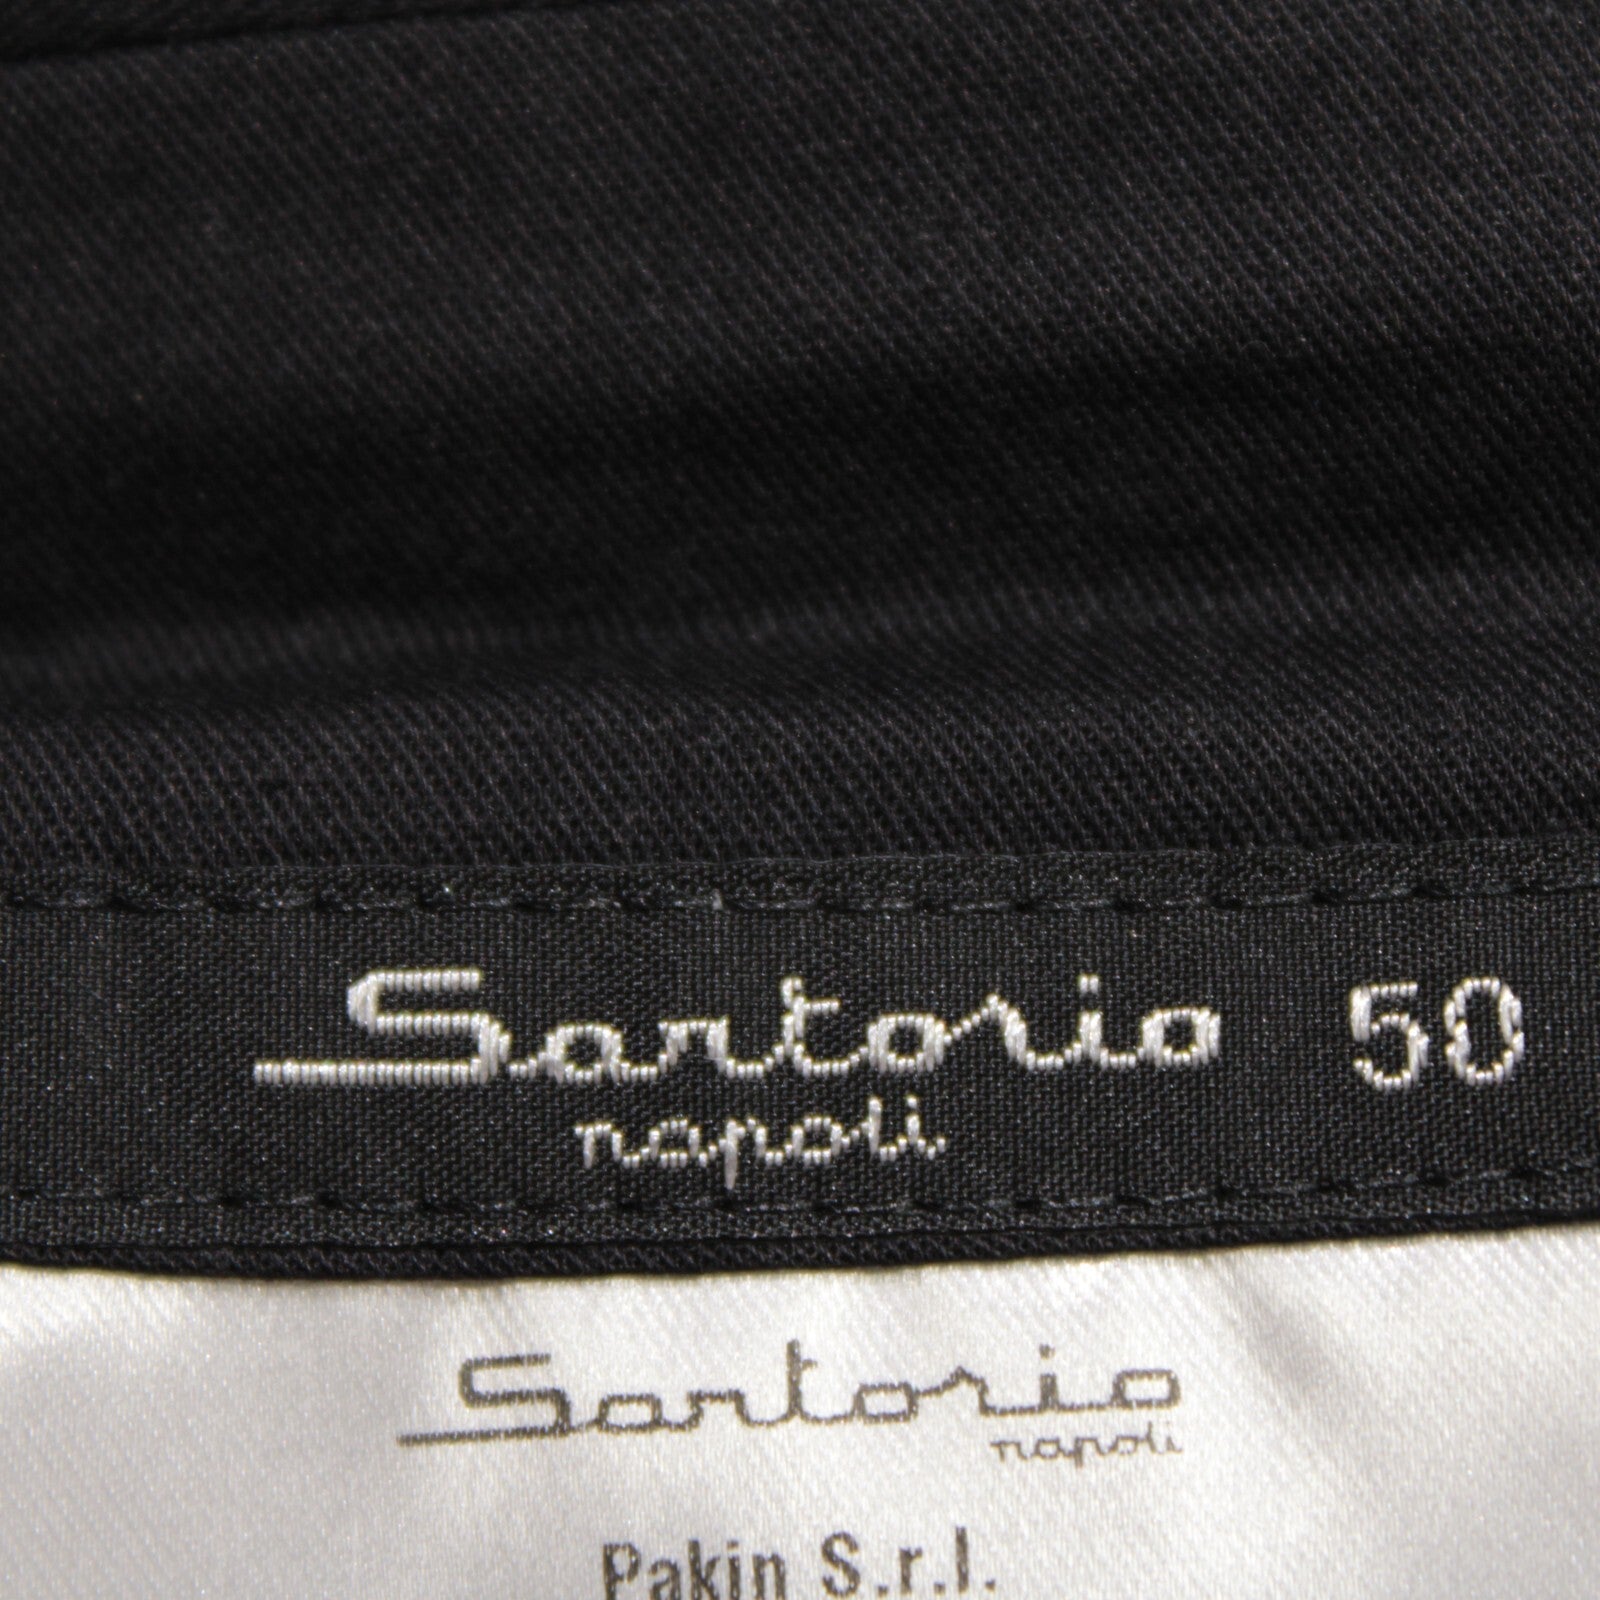 Sartorio 50
napoli
Sartorio
napoli
Pakin S.r.l.